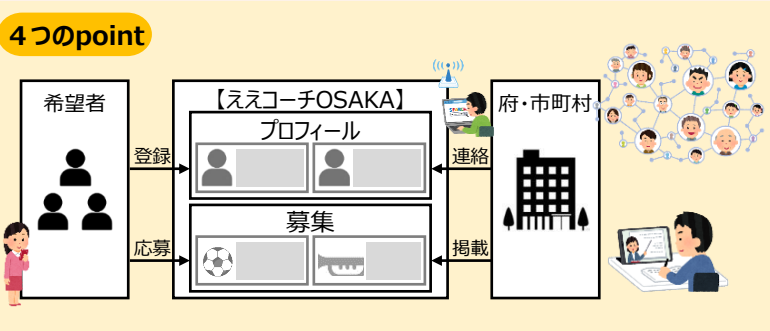 4つのpoint
希望者
【ええコーチOSAKA】
府・市町村
プロフィール
登録
連絡
募集
応募
掲載